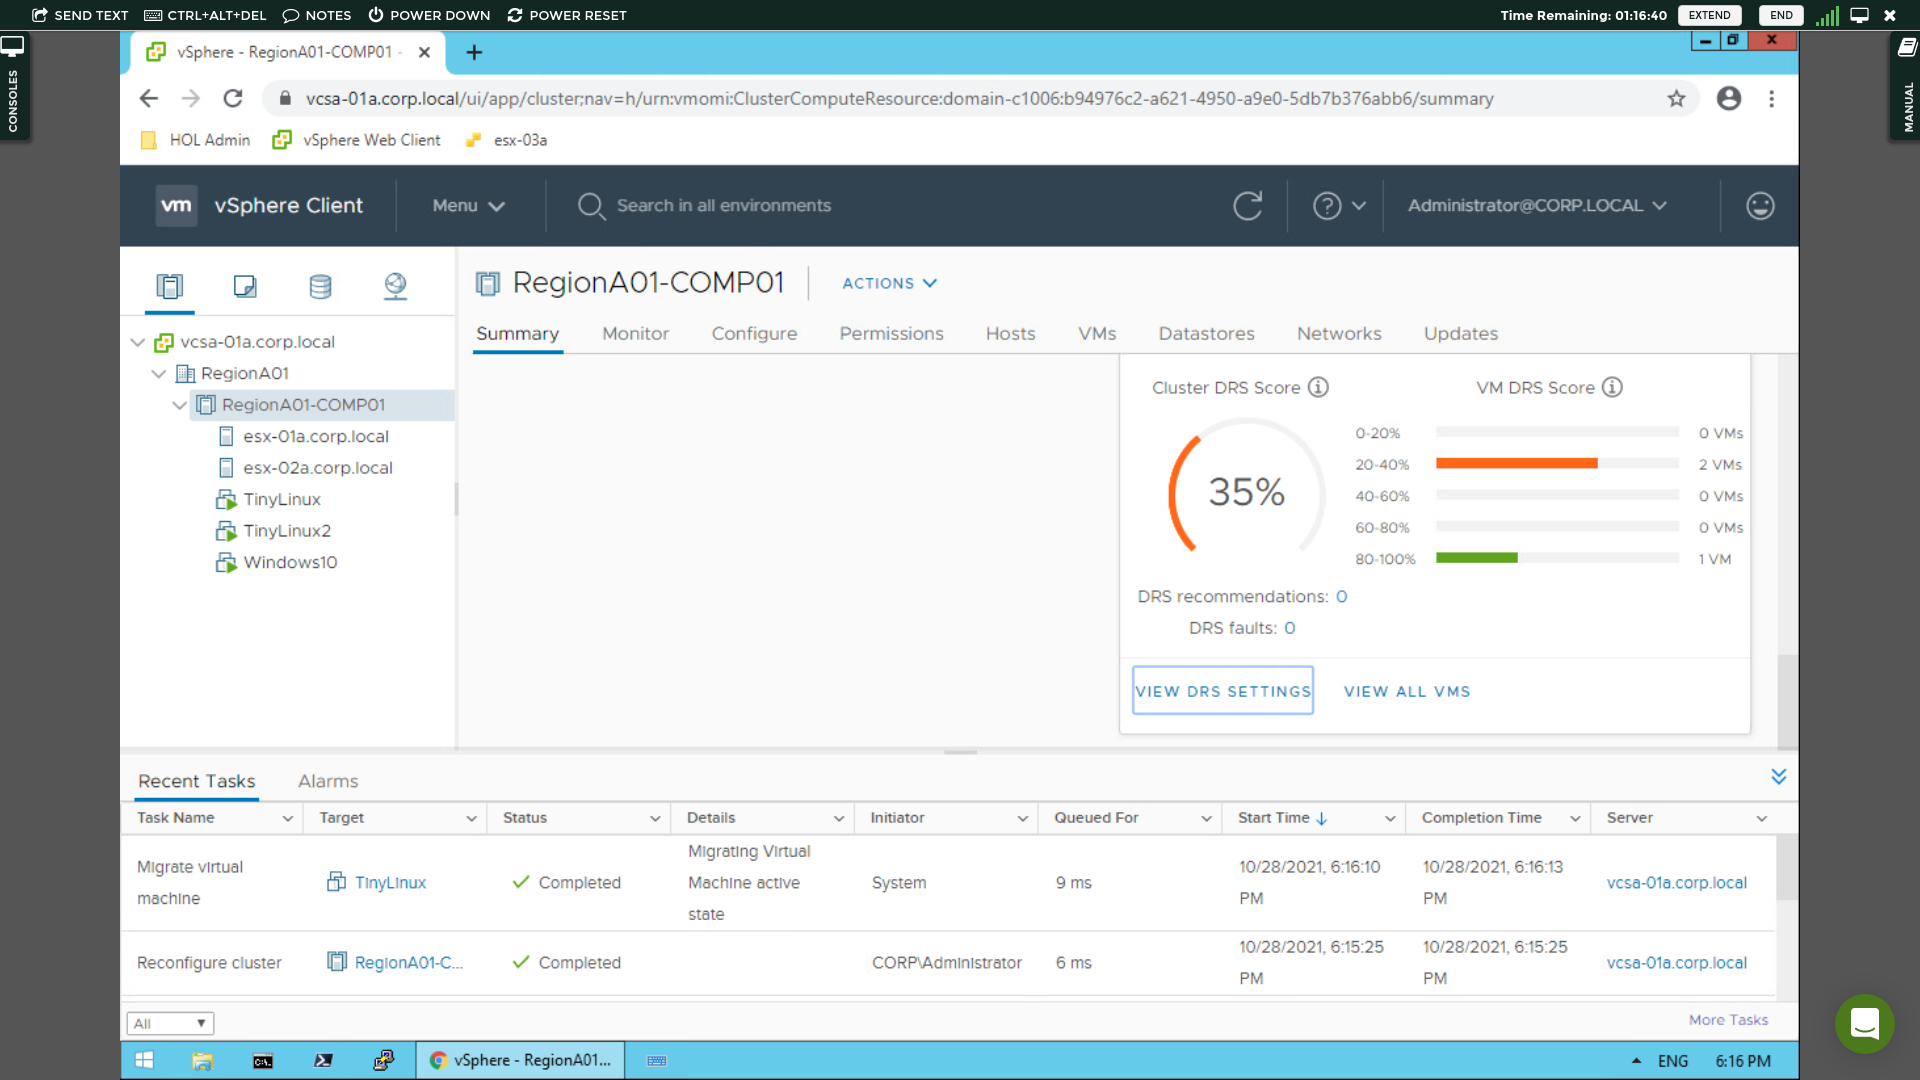 SEND TEXT CTRL+ALT+DEL NOTES POWER DOWN POWER RESET Time Remaining: 01:16:40 EXTEND END
CONSOLES
MANUAL
vSphere - RegionA01-COMP01 -
vcsa-01a.corp.local/ui/app/cluster;nav=h/urn:vmomi:ClusterComputeResource:domain-c1006:b94976c2-a621-4950-a9e0-5db7b376abb6/summary
HOL Admin vSphere Web Client esx-03a
vm vSphere Client Menu Search in all environments Administrator@CORP.LOCAL
vcsa-01a.corp.local
RegionA01
RegionA01-COMP01
esx-01a.corp.local
esx-02a.corp.local
TinyLinux
TinyLinux2
Windows10
RegionA01-COMP01 ACTIONS
Summary Monitor Configure Permissions Hosts VMs Datastores Networks Updates
Cluster DRS Score VM DRS Score
35%
0-20% 0 VMs
20-40% 2 VMs
40-60% 0 VMs
60-80% 0 VMs
80-100% 1 VM
DRS recommendations: 0
DRS faults: 0
VIEW DRS SETTINGS VIEW ALL VMS
Recent Tasks Alarms
Task Name Target Status Details Initiator Queued For Start Time Completion Time Server
Migrate virtual machine TinyLinux Completed Migrating Virtual Machine active state System 9 ms 10/28/2021, 6:16:10 PM 10/28/2021, 6:16:13 PM vcsa-01a.corp.local
Reconfigure cluster RegionA01-C... Completed CORP\Administrator 6 ms 10/28/2021, 6:15:25 PM 10/28/2021, 6:15:25 PM vcsa-01a.corp.local
All More Tasks
C:\. vSphere - RegionA01... ENG 6:16 PM